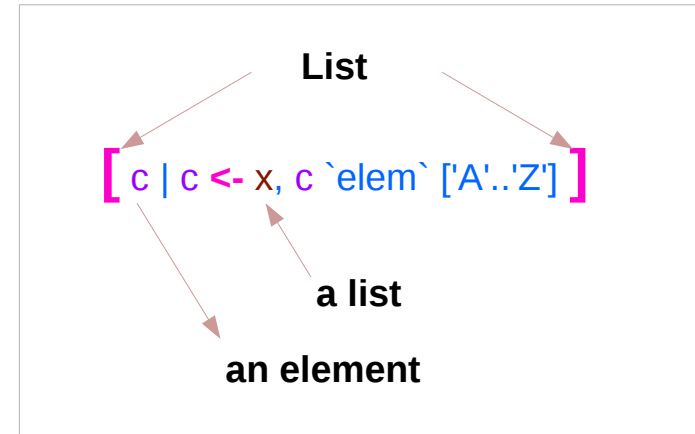 List
[ c | c <- x, c `elem` ['A'..'Z'] ]
a list
an element